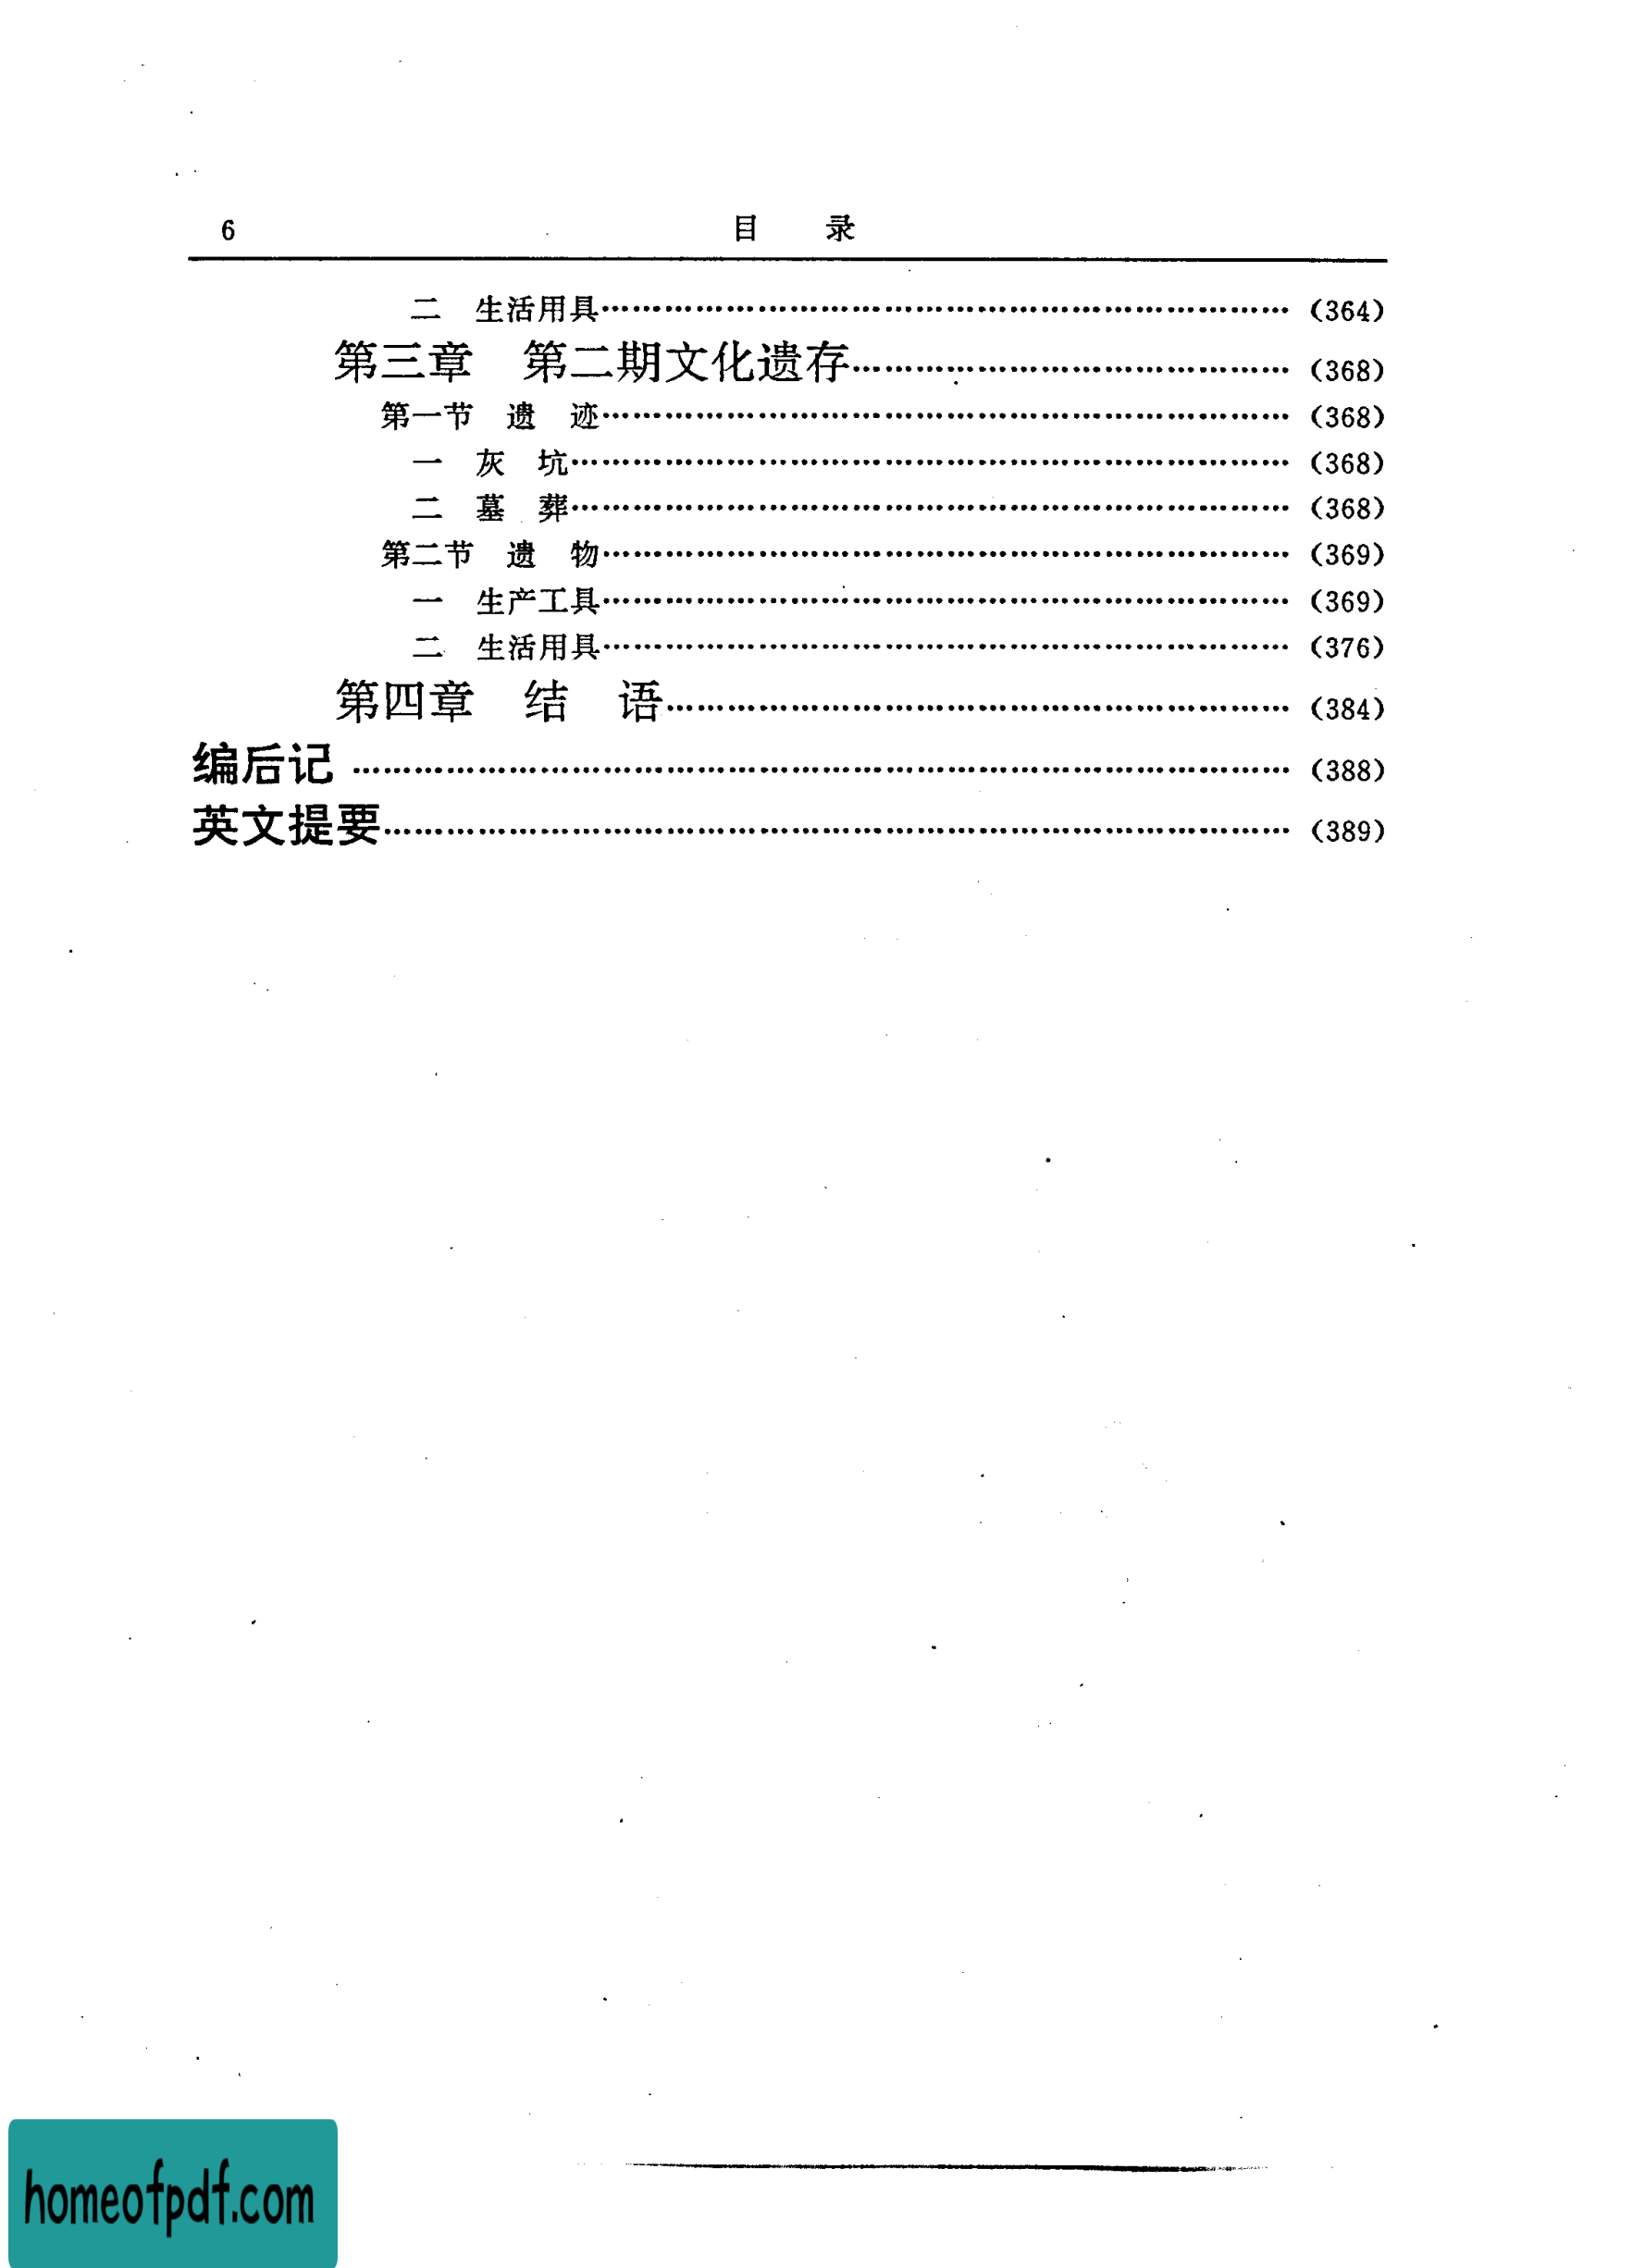 6 目 录
二 生活用具…………………………………………………………… (364)
第三章 第二期文化遗存……………………………………… (368)
第一节 遗 迹…………………………………………………………… (368)
一 灰 坑……………………………………………………………… (368)
二 墓 葬……………………………………………………………… (368)
第二节 遗 物…………………………………………………………… (369)
一 生产工具…………………………………………………………… (369)
二 生活用具…………………………………………………………… (376)
第四章 结 语……………………………………………………… (384)
编后记 ………………………………………………………………………………… (388)
英文提要……………………………………………………………………………… (389)
homeofpdf.com